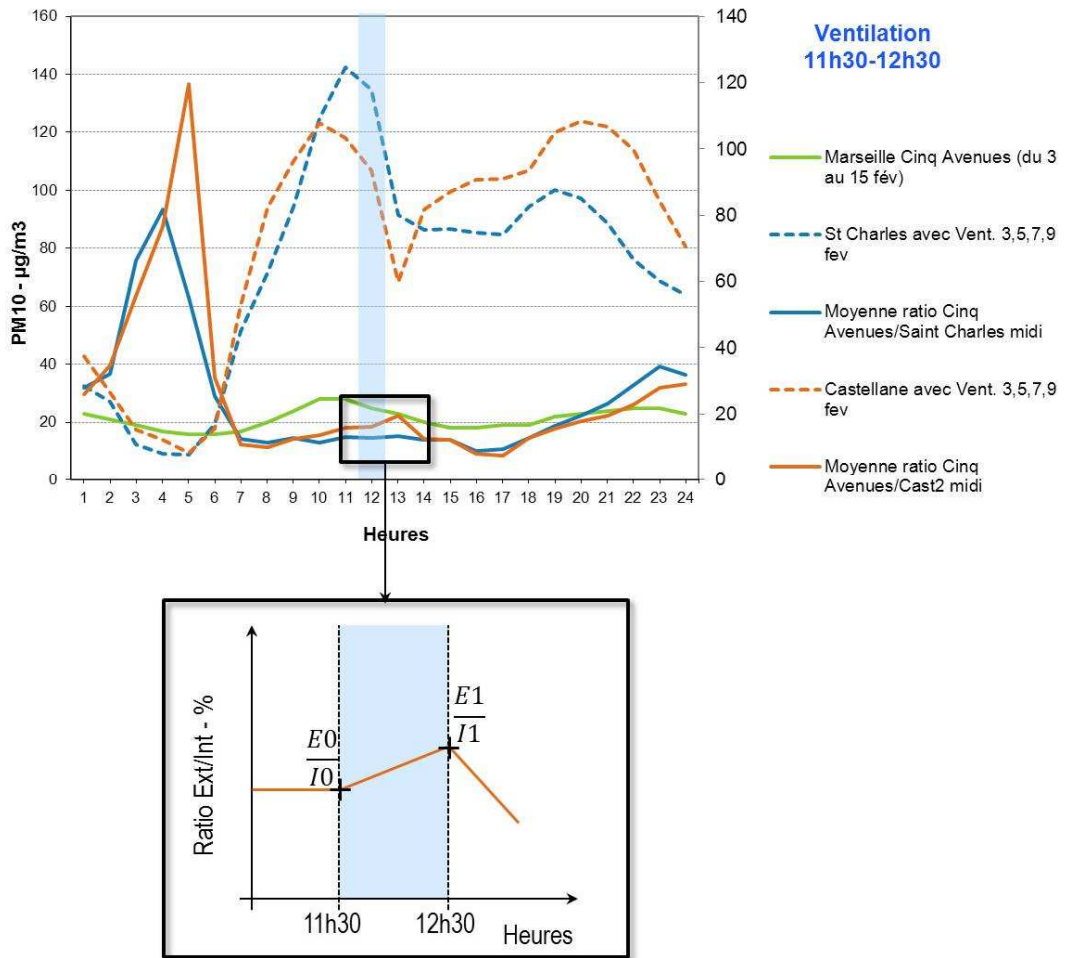 160
140
120
100
80
60
40
20
0
PM10 - µg/m3
140
120
100
80
60
40
20
0
1 2 3 4 5 6 7 8 9 10 11 12 13 14 15 16 17 18 19 20 21 22 23 24
Heures
Ventilation
11h30-12h30
Marseille Cinq Avenues (du 3
au 15 fév)
St Charles avec Vent. 3,5,7,9
fev
Moyenne ratio Cinq
Avenues/Saint Charles midi
Castellane avec Vent. 3,5,7,9
fev
Moyenne ratio Cinq
Avenues/Cast2 midi
Ratio Ext/Int - %
E0
I0
E1
I1
11h30 12h30
Heures